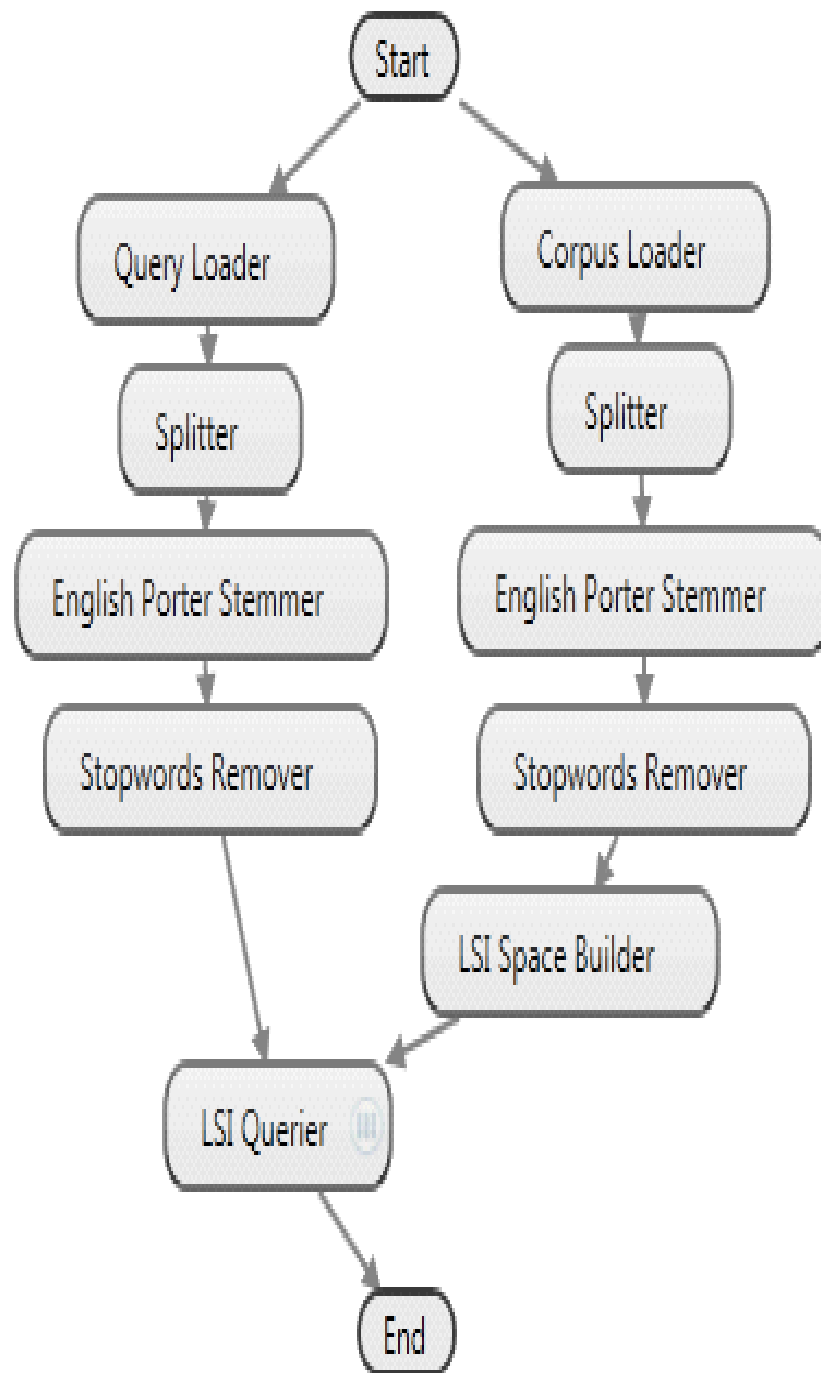 Start
Query Loader
Corpus Loader
Splitter
Splitter
English Porter Stemmer
English Porter Stemmer
Stopwords Remover
Stopwords Remover
LSI Space Builder
LSI Querier
End